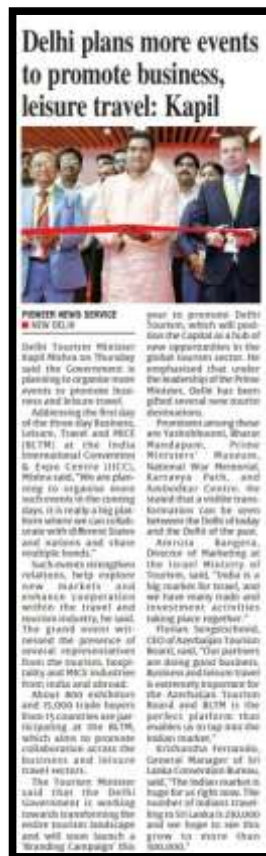 Delhi plans more events
to promote business,
leisure travel: Kapil
PIONEER NEWS SERVICE
NEW DELHI
Delhi Tourism Minister
Kapil Mishra on Thursday
said the Government is
planning to organise more
events to promote busi-
ness and leisure travel.
Addressing the first day
of the three day Business,
Leisure, Travel and MICE
(BLTM) at the India
International Convention
& Expo Centre (IICC),
Mishra said, "We are plan-
ning to organise more
such events in the coming
days. It is really a big plat-
form where we can collab-
orate with different States
and nations and share
multiple bonds."
Such events strengthen
relations, help explore
new markets and
enhance cooperation
within the travel and
tourism industry, he said.
The grand event wit-
nessed the presence of
several representatives
from the tourism, hospi-
tality and MICE industries
from India and abroad.
About 800 exhibitors
and 15,000 trade buyers
from 15 countries are par-
ticipating at the BLTM,
which aims to promote
collaboration across the
business and leisure
travel sectors.
The Tourism Minister
said that the Delhi
Government is working
towards transforming the
entire tourism landscape
and will soon launch a
'Branding Campaign' this
year to promote Delhi
Tourism, which will posi-
tion the Capital as a hub of
new opportunities in the
global tourism sector. He
emphasised that under
the leadership of the Prime
Minister, Delhi has been
gifted several new tourist
destinations.
Prominent among these
are Yashobhoomi, Bharat
Mandapam, Prime
Ministers' Museum,
National War Memorial,
Kartavya Path, and
Ambedkar Centre. He
stated that a visible trans-
formation can be seen
between the Delhi of today
and the Delhi of the past.
Director of Marketing at
the Israel Ministry of
Tourism, said, "India is a
big market for travel, and
we have many trade and
investment activities
taking place together."
Florian Sengstschmid,
CEO of Azerbaijan Tourism
Board, said, "Our partners
are doing good business.
Business and leisure travel
is extremely important for
the Azerbaijan Tourism
Board and BLTM is the
perfect platform that
enables us to tap into the
Indian market."
Krishantha Fernando,
General Manager of Sri
Lanka Convention Bureau,
said, "The Indian market is
huge for us right now. The
number of Indians travel-
ing to Sri Lanka is
and we hope to see this
grow to more than
500,000."